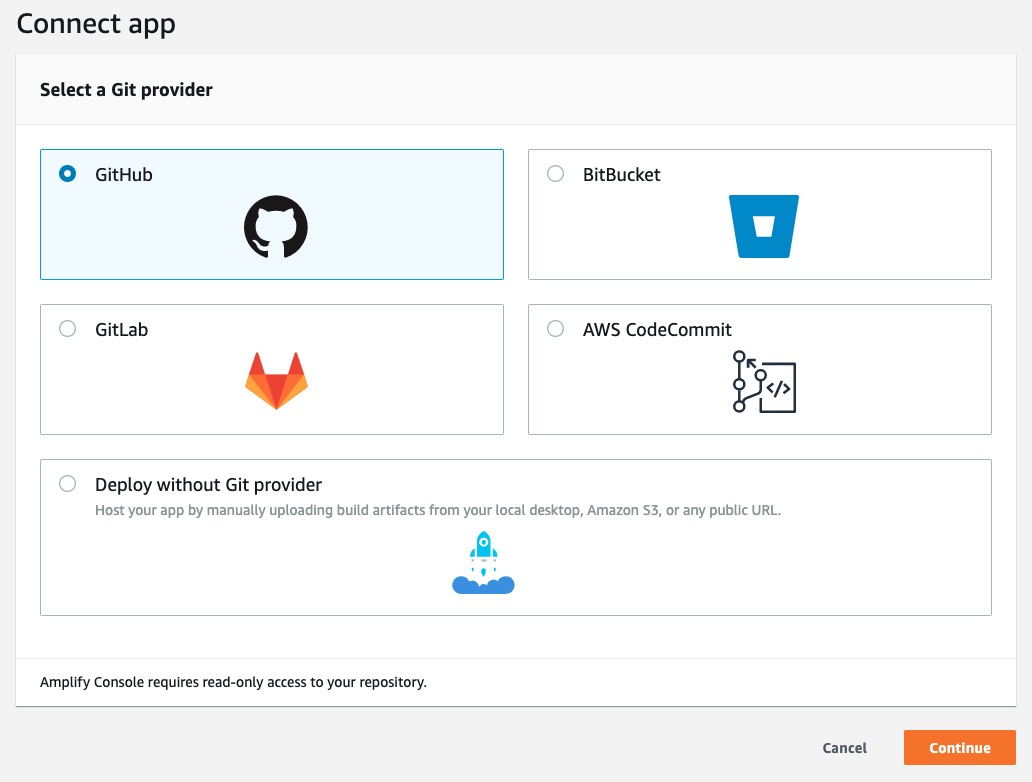 Connect app
Select a Git provider
GitHub
BitBucket
GitLab
AWS CodeCommit
</>
Deploy without Git provider
Host your app by manually uploading build artifacts from your local desktop, Amazon S3, or any public URL.
Amplify Console requires read-only access to your repository.
Cancel
Continue